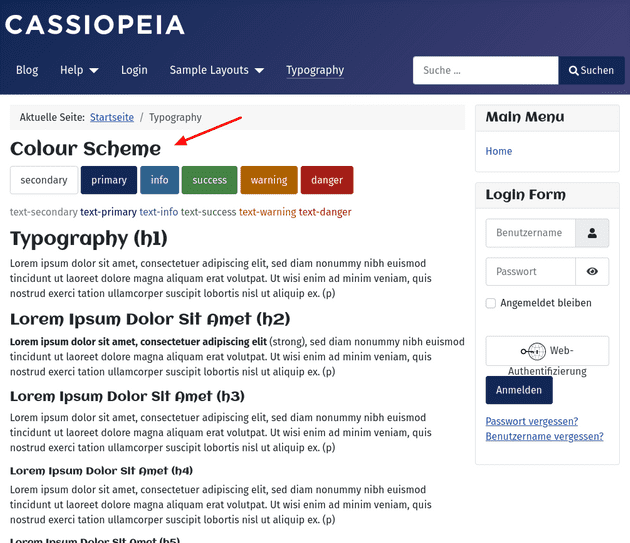 CASSIOPEIA
Blog Help Login Sample Layouts Typography Suche ... Suchen
Aktuelle Seite: Startseite / Typography
Colour Scheme
secondary primary info success warning danger
text-secondary text-primary text-info text-success text-warning text-danger
Typography (h1)
Lorem ipsum dolor sit amet, consectetuer adipiscing elit, sed diam nonummy nibh euismod
tincidunt ut laoreet dolore magna aliquam erat volutpat. Ut wisi enim ad minim veniam, quis
nostrud exerci tation ullamcorper suscipit lobortis nisl ut aliquip ex. (p)
Lorem Ipsum Dolor Sit Amet (h2)
Lorem ipsum dolor sit amet, consectetuer adipiscing elit (strong), sed diam nonummy nibh euismod
tincidunt ut laoreet dolore magna aliquam erat volutpat. Ut wisi enim ad minim veniam, quis
nostrud exerci tation ullamcorper suscipit lobortis nisl ut aliquip ex. (p)
Lorem Ipsum Dolor Sit Amet (h3)
Lorem ipsum dolor sit amet, consectetuer adipiscing elit, sed diam nonummy nibh euismod
tincidunt ut laoreet dolore magna aliquam erat volutpat. Ut wisi enim ad minim veniam, quis
nostrud exerci tation ullamcorper suscipit lobortis nisl ut aliquip ex. (p)
Lorem Ipsum Dolor Sit Amet (h4)
Lorem ipsum dolor sit amet, consectetuer adipiscing elit, sed diam nonummy nibh euismod
tincidunt ut laoreet dolore magna aliquam erat volutpat. Ut wisi enim ad minim veniam, quis
nostrud exerci tation ullamcorper suscipit lobortis nisl ut aliquip ex. (p)
Lorem Ipsum Dolor Sit Amet (h5)
Main Menu
Home
Login Form
Benutzername
Passwort
Angemeldet bleiben
Web-
Authentifizierung
Anmelden
Passwort vergessen?
Benutzername vergessen?